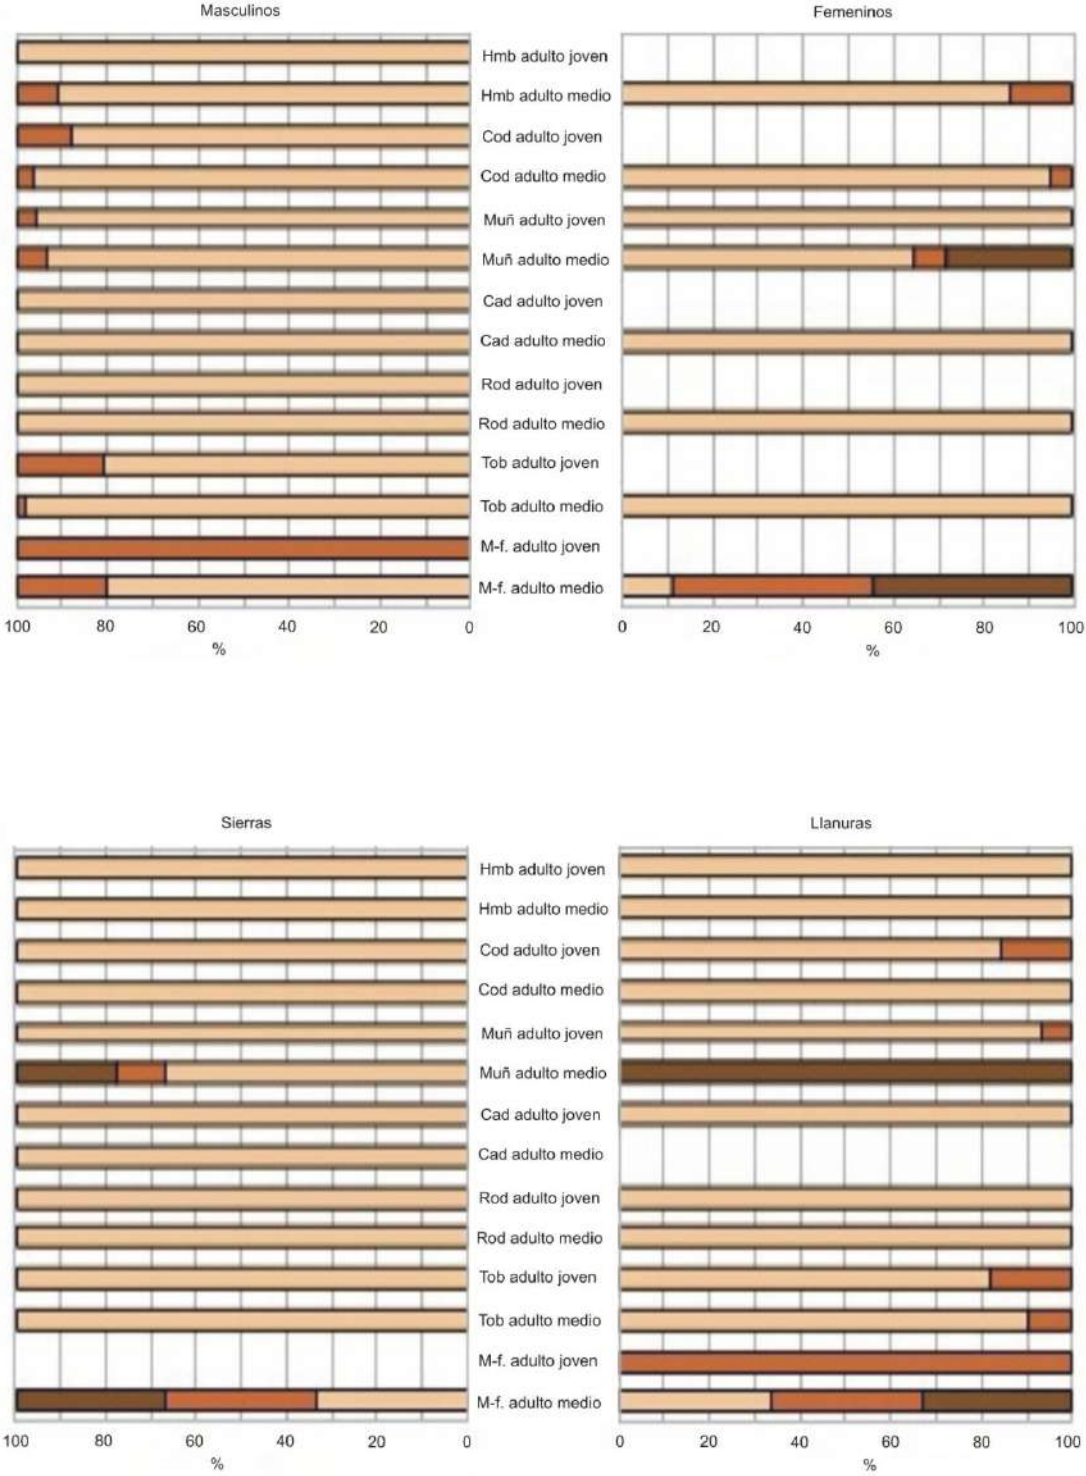 Masculinos
Femeninos
Hmb adulto joven
Hmb adulto medio
Cod adulto joven
Cod adulto medio
Muñ adulto joven
Muñ adulto medio
Cad adulto joven
Cad adulto medio
Rod adulto joven
Rod adulto medio
Tob adulto joven
Tob adulto medio
M-f. adulto joven
M-f. adulto medio
100 80 60 40 20 0
%
0 20 40 60 80 100
%
Sierras
Llanuras
Hmb adulto joven
Hmb adulto medio
Cod adulto joven
Cod adulto medio
Muñ adulto joven
Muñ adulto medio
Cad adulto joven
Cad adulto medio
Rod adulto joven
Rod adulto medio
Tob adulto joven
Tob adulto medio
M-f. adulto joven
M-f. adulto medio
100 80 60 40 20 0
%
0 20 40 60 80 100
%